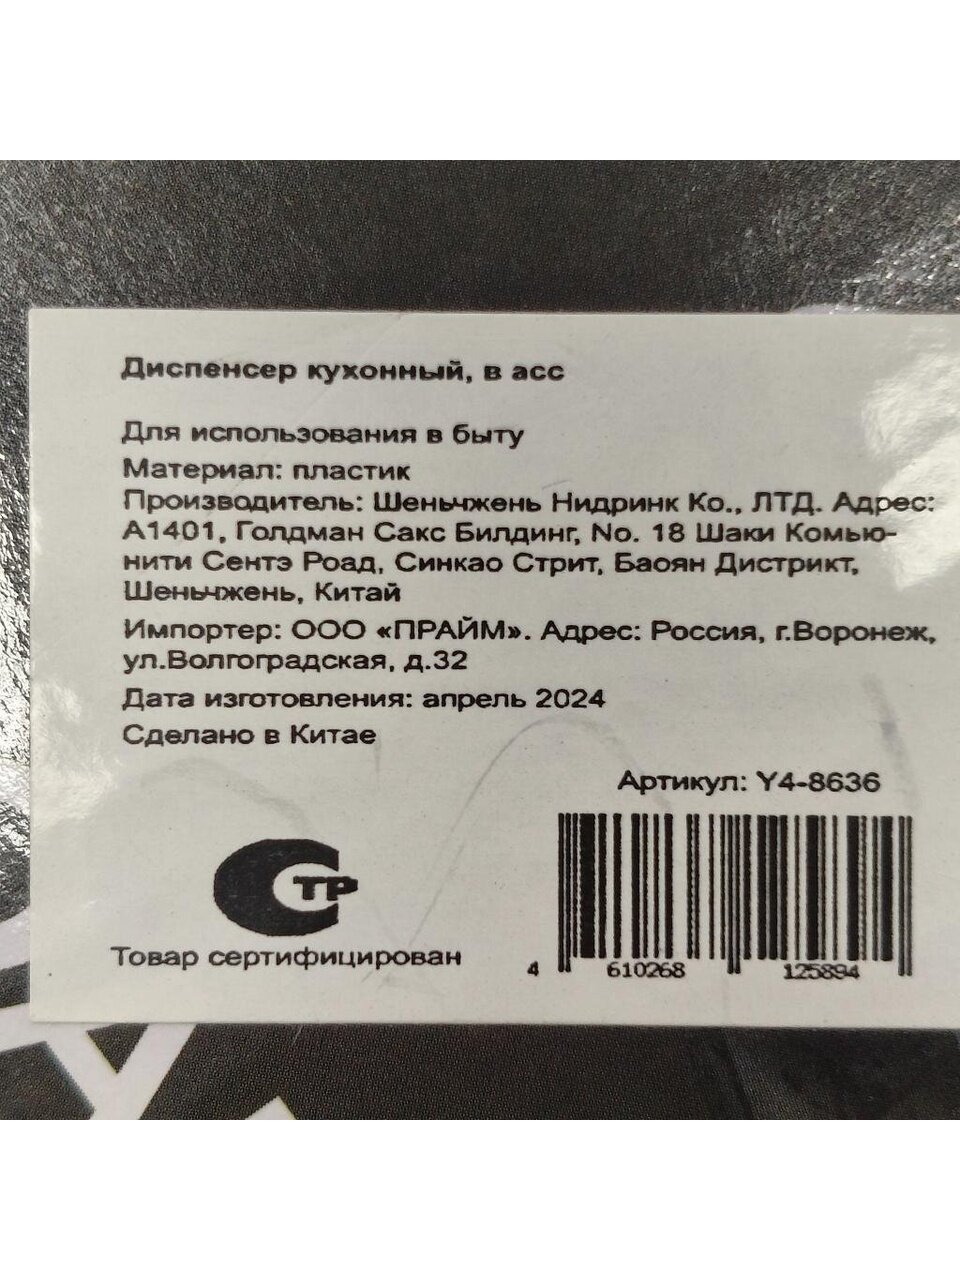 Диспенсер кухонный, в асс
Для использования в быту
Материал: пластик
Производитель: Шеньчжень Нидринк Ко., ЛТД. Адрес:
А1401, Голдман Сакс Билдинг, No. 18 Шаки Комью-
нити Сентэ Роад, Синкао Стрит, Баоян Дистрикт,
Шеньчжень, Китай
Импортер: ООО «ПРАЙМ». Адрес: Россия, г.Воронеж,
ул.Волгоградская, д.32
Дата изготовления: апрель 2024
Сделано в Китае
Артикул: Y4-8636
СТР
Товар сертифицирован
4 610268 125894